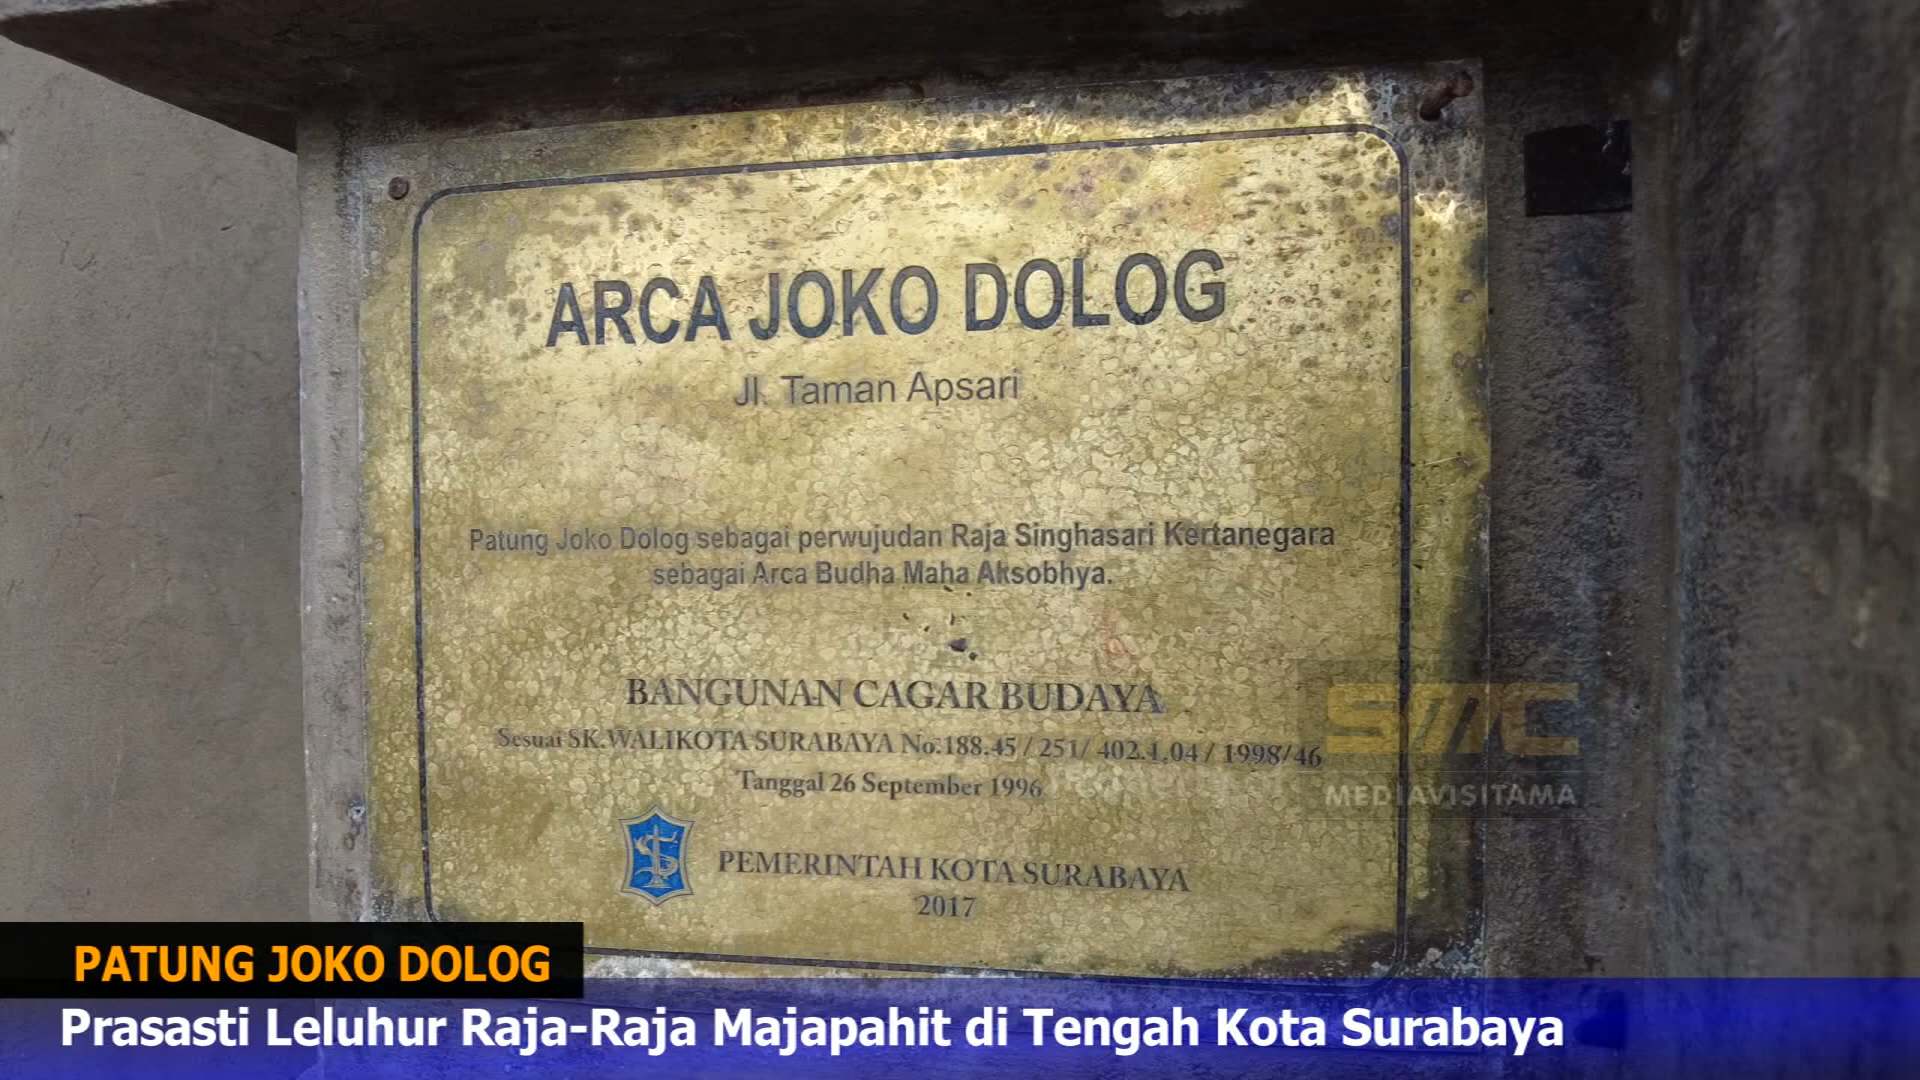 ARCA JOKO DOLOG
Jl. Taman Apsari
Patung Joko Dolog sebagai perwujudan Raja Singhasari Kertanegara
sebagai Arca Budha Maha Aksobhya.
BANGUNAN CAGAR BUDAYA
Sesuai SK.WALIKOTA SURABAYA No:188.45 / 251/ 402.1.04 / 1998/46
Tanggal 26 September 1996
PEMERINTAH KOTA SURABAYA
2017
SMC
MEDIAVISITAMA
PATUNG JOKO DOLOG
Prasasti Leluhur Raja-Raja Majapahit di Tengah Kota Surabaya